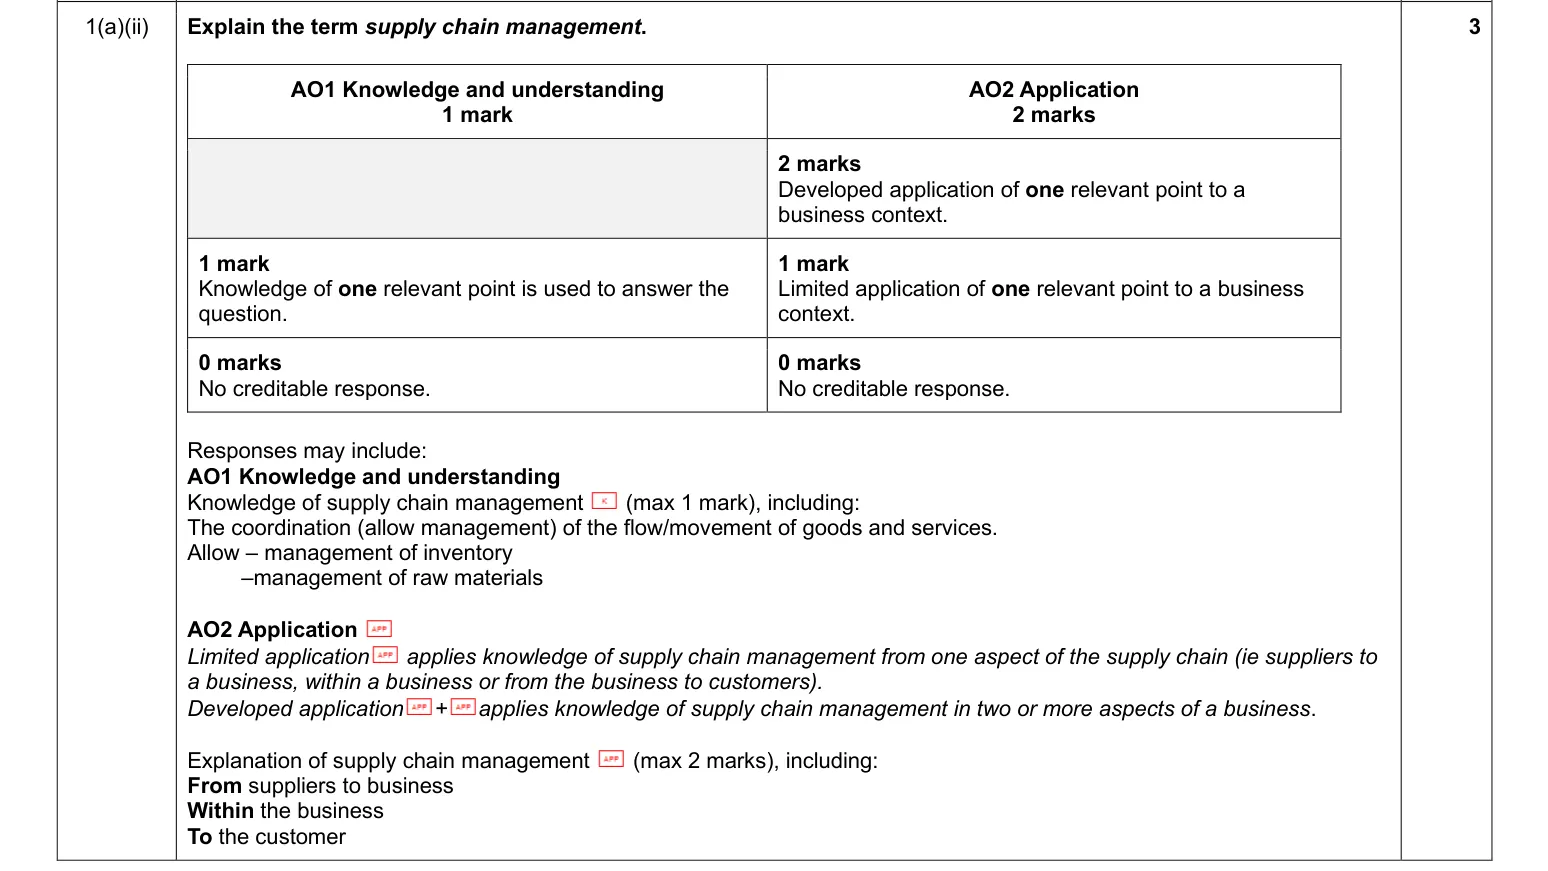 1(a)(ii)
Explain the term supply chain management.
3
AO1 Knowledge and understanding
1 mark
AO2 Application
2 marks
2 marks
Developed application of one relevant point to a
business context.
1 mark
Knowledge of one relevant point is used to answer the
question.
1 mark
Limited application of one relevant point to a business
context.
0 marks
No creditable response.
0 marks
No creditable response.
Responses may include:
AO1 Knowledge and understanding
Knowledge of supply chain management K (max 1 mark), including:
The coordination (allow management) of the flow/movement of goods and services.
Allow – management of inventory
–management of raw materials
AO2 Application APP
Limited application APP applies knowledge of supply chain management from one aspect of the supply chain (ie suppliers to
a business, within a business or from the business to customers).
Developed application APP + APP applies knowledge of supply chain management in two or more aspects of a business.
Explanation of supply chain management APP (max 2 marks), including:
From suppliers to business
Within the business
To the customer